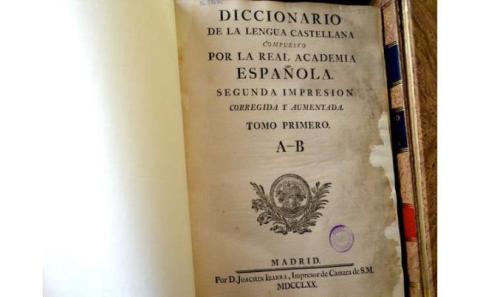 DICCIONARIO
DE LA LENGUA CASTELLANA
COMPUESTO
POR LA REAL ACADEMIA
ESPAÑOLA.
SEGUNDA IMPRESION
CORREGIDA Y AUMENTADA.
TOMO PRIMERO.
A-B
MADRID.
Por D. JOACHIN IBARRA, Impresor de Camara de S.M.
MDCCLXX.